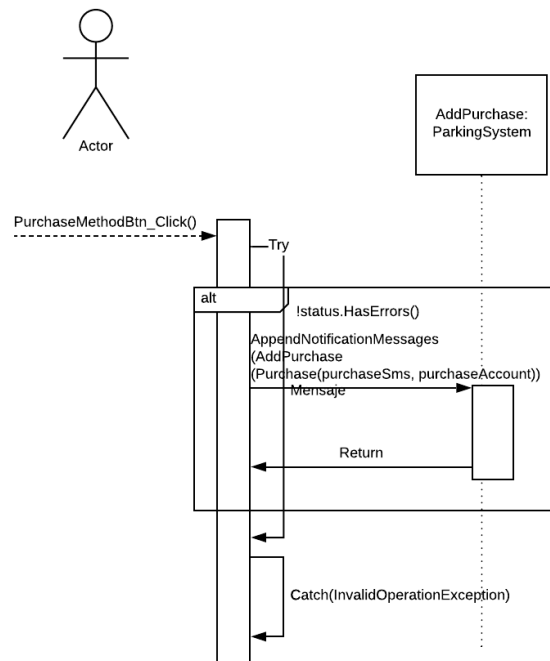 Actor
AddPurchase:
ParkingSystem
PurchaseMethodBtn_Click()
Try
alt
!status.HasErrors()
AppendNotificationMessages
(AddPurchase
(Purchase(purchaseSms, purchaseAccount))
Mensaje
Return
Catch(InvalidOperationException)